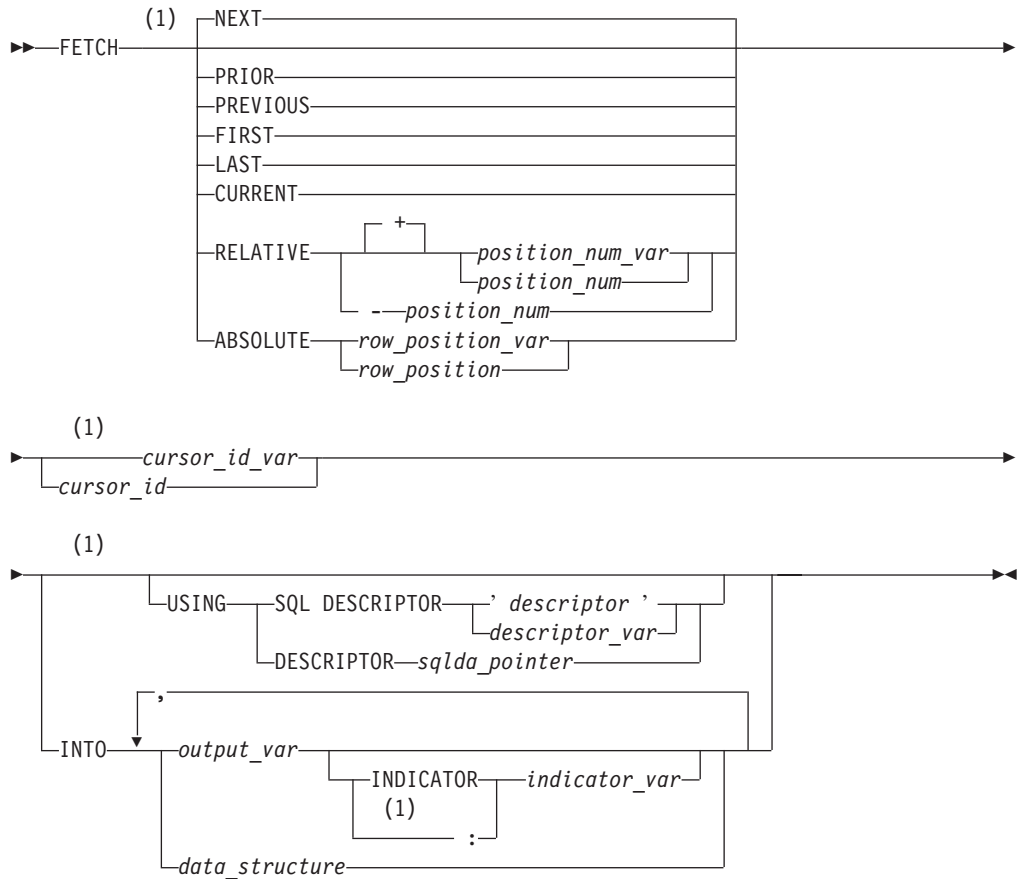 (1) NEXT
FETCH
PRIOR
PREVIOUS
FIRST
LAST
CURRENT
+
RELATIVE position_num_var
position_num
- position_num
ABSOLUTE row_position_var
row_position
(1)
cursor_id_var
cursor_id
(1)
USING SQL DESCRIPTOR ’ descriptor ’
descriptor_var
DESCRIPTOR sqlda_pointer
,
INTO output_var
INDICATOR indicator_var
(1)
:
data_structure